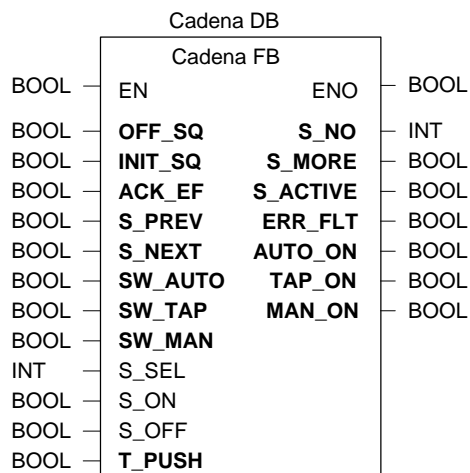 Cadena DB
Cadena FB
BOOL EN ENO BOOL
BOOL OFF_SQ S_NO INT
BOOL INIT_SQ S_MORE BOOL
BOOL ACK_EF S_ACTIVE BOOL
BOOL S_PREV ERR_FLT BOOL
BOOL S_NEXT AUTO_ON BOOL
BOOL SW_AUTO TAP_ON BOOL
BOOL SW_TAP MAN_ON BOOL
BOOL SW_MAN
INT S_SEL
BOOL S_ON
BOOL S_OFF
BOOL T_PUSH